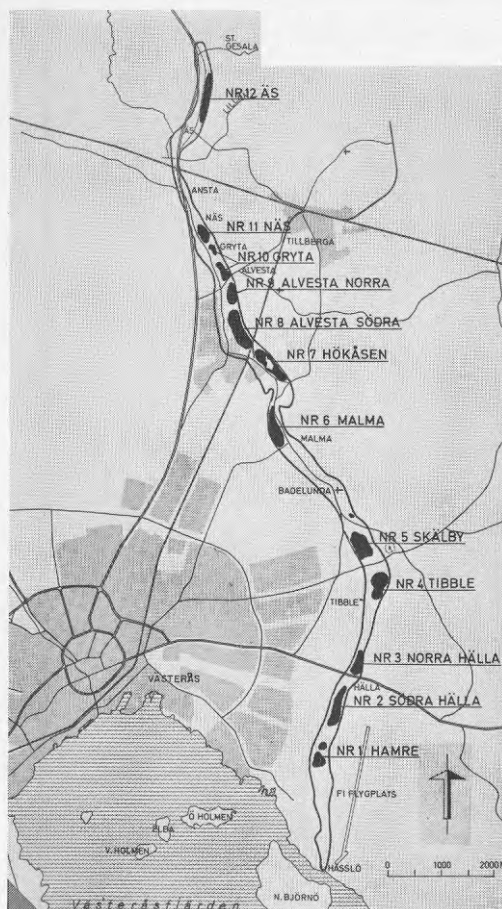 ST.
GESALA
NR 12 ÄS
ÄS
ANSTA
NÄS
NR 11 NÄS
GRYTA
NR 10 GRYTA
TILLBERGA
ALVESTA
NR 9 ALVESTA NORRA
NR 8 ALVESTA SÖDRA
NR 7 HÖKÅSEN
NR 6 MALMA
MALMA
BADELUNDA
NR 5 SKÄLBY
NR 4 TIBBLE
TIBBLE
NR 3 NORRA HÄLLA
VÄSTERÅS
HÄLLA
NR 2 SÖDRA HÄLLA
NR 1 HAMRE
F1 FLYGPLATS
Ö HOLMEN
ELBA
V. HOLMEN
HÄSSLÖ
0 1000 2000
N. BJÖRNÖ
Västeråsfjärden